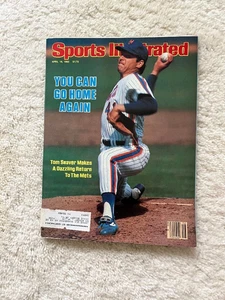 Sports Illustrated
YOU CAN
GO HOME
AGAIN
Tom Seaver Makes
A Dazzling Return
To The Mets